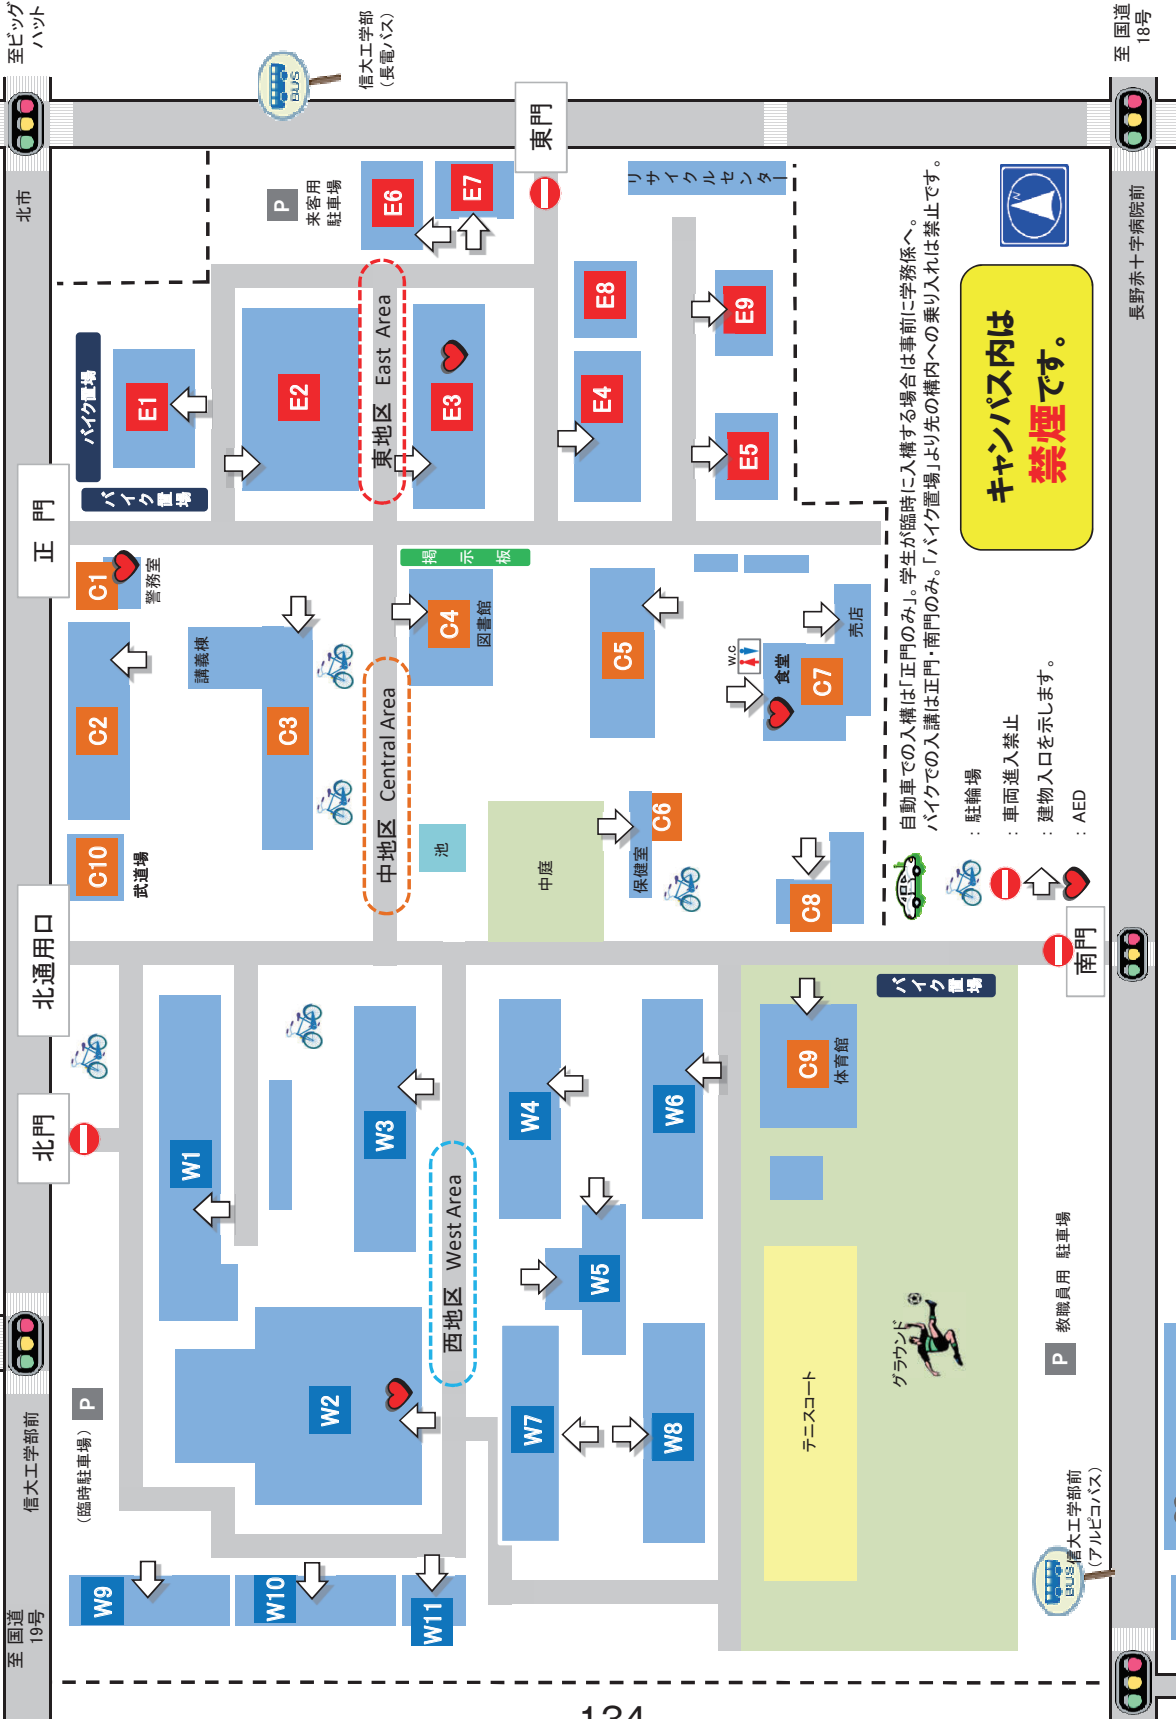 至 国道
19号
信大工学部前
北市
至ビッグ
ハット
北門
北通用口
正 門
(臨時駐車場)
P
W9
W10
W11
W1
W2
W3
W4
W5
W6
W7
W8
西地区 West Area
C10
武道場
C2
C1
警務室
講義棟
C3
中地区 Central Area
池
中庭
C4
図書館
掲示板
C5
保健室
C6
W.C
食堂
C7
売店
C8
C9
体育館
バイク置場
バイク置場
E1
E2
東地区 East Area
E3
P
来客用
駐車場
E6
E7
東門
E8
E4
E9
E5
リサイクルセンター
BUS
信大工学部
(長電バス)
テニスコート
グラウンド
バイク置場
南門
P
教職員用 駐車場
BUS
信大工学部前
(アルピコバス)
自動車での入構は「正門のみ」。学生が臨時に入構する場合は事前に学務係へ。
バイクでの入講は正門・南門のみ。「バイク置場」より先の構内への乗り入れは禁止です。
:駐輪場
:車両進入禁止
:建物入口を示します。
:AED
キャンパス内は
禁煙です。
N
長野赤十字病院前
至 国道
18号
134